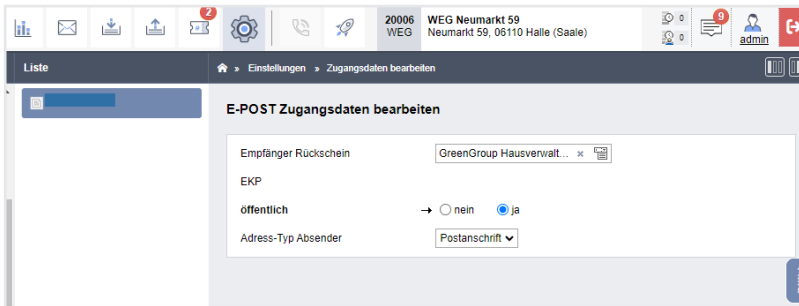 2
20006 WEG Neumarkt 59
WEG Neumarkt 59, 06110 Halle (Saale)
0
0
9
admin
Liste
» Einstellungen » Zugangsdaten bearbeiten
E-POST Zugangsdaten bearbeiten
Empfänger Rückschein GreenGroup Hausverwalt... ×
EKP
öffentlich → nein ja
Adress-Typ Absender Postanschrift